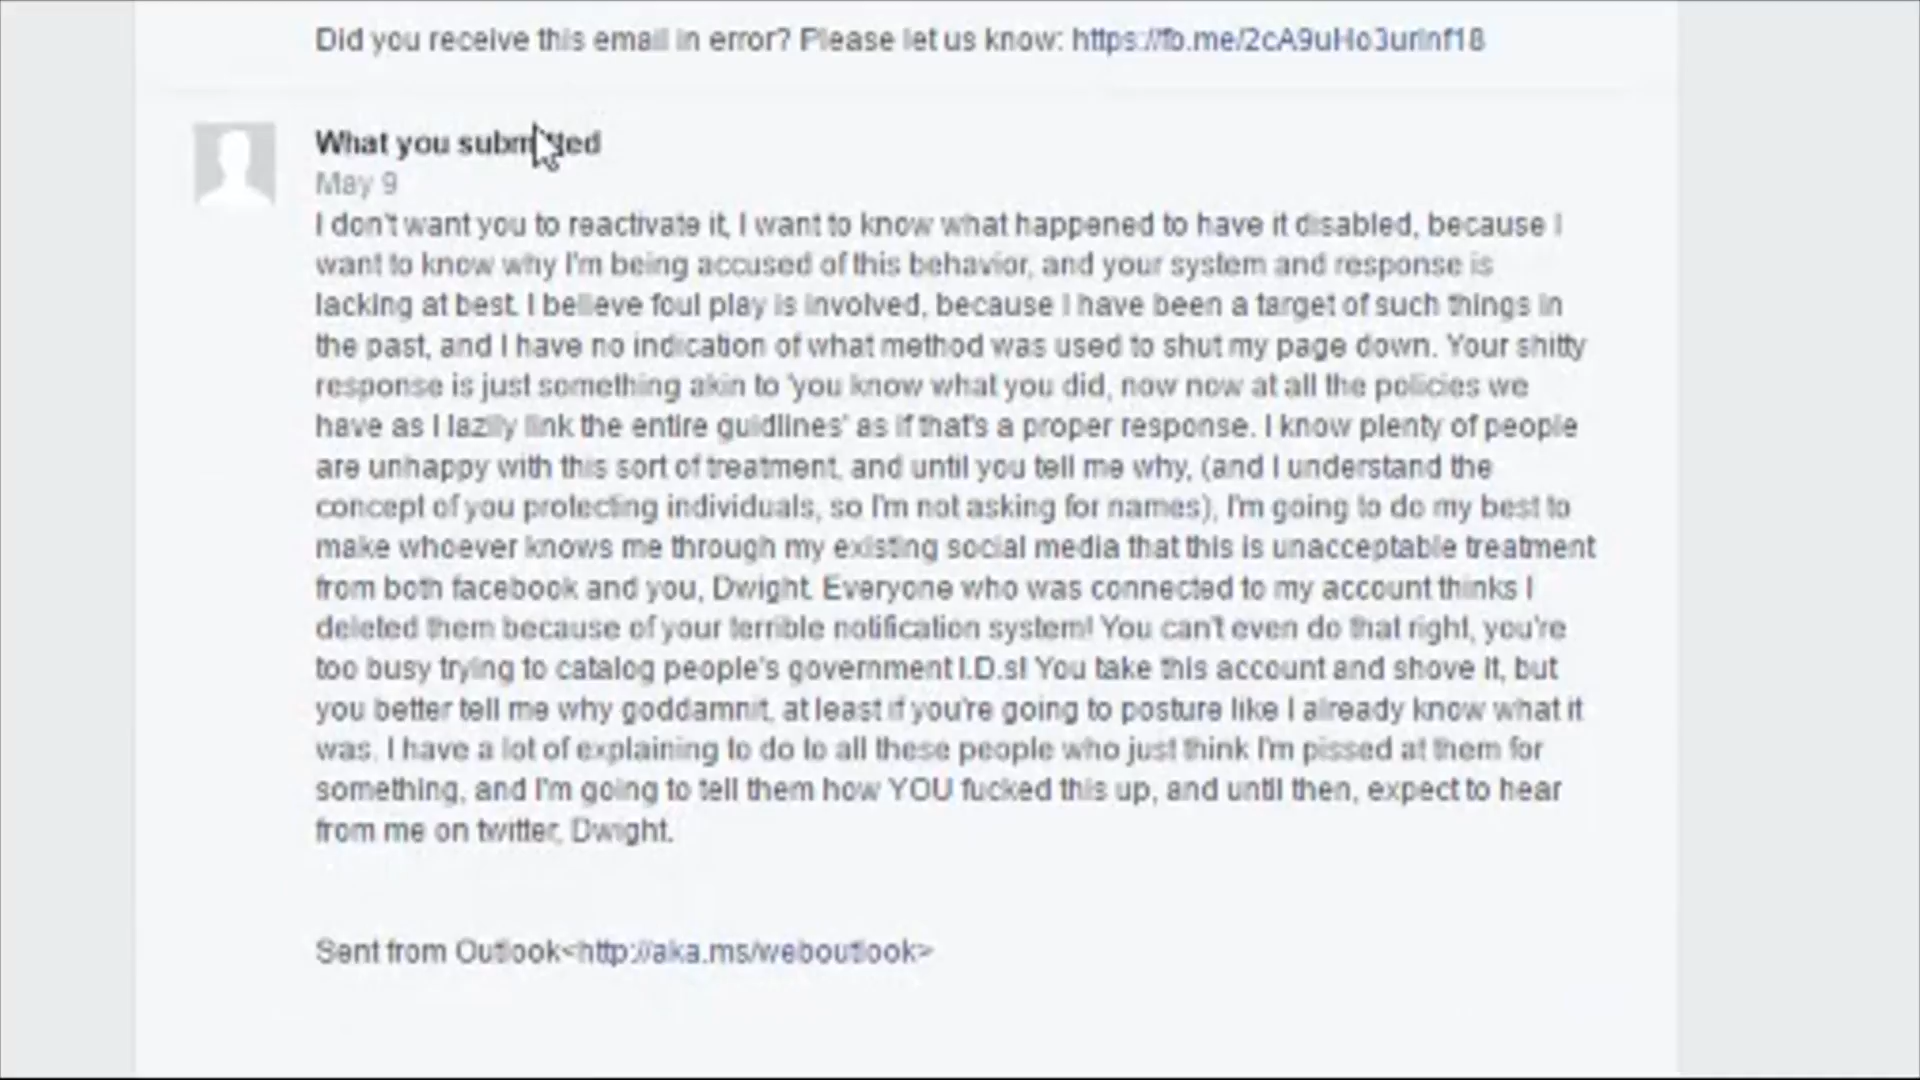 Did you receive this email in error? Please let us know: https://fb.me/2cA9uHo3urInf18
What you submitted
May 9
I don't want you to reactivate it, I want to know what happened to have it disabled, because I
want to know why I'm being accused of this behavior, and your system and response is
lacking at best. I believe foul play is involved, because I have been a target of such things in
the past, and I have no indication of what method was used to shut my page down. Your shitty
response is just something akin to 'you know what you did, now now at all the policies we
have as I lazily link the entire guidlines' as if that's a proper response. I know plenty of people
are unhappy with this sort of treatment, and until you tell me why, (and I understand the
concept of you protecting individuals, so I'm not asking for names), I'm going to do my best to
make whoever knows me through my existing social media that this is unacceptable treatment
from both facebook and you, Dwight. Everyone who was connected to my account thinks I
deleted them because of your terrible notification system! You can't even do that right, you're
too busy trying to catalog people's government I.D.s! You take this account and shove it, but
you better tell me why goddamnit, at least if you're going to posture like I already know what it
was. I have a lot of explaining to do to all these people who just think I'm pissed at them for
something, and I'm going to tell them how YOU fucked this up, and until then, expect to hear
from me on twitter, Dwight.
Sent from Outlook<http://aka.ms/weboutlook>